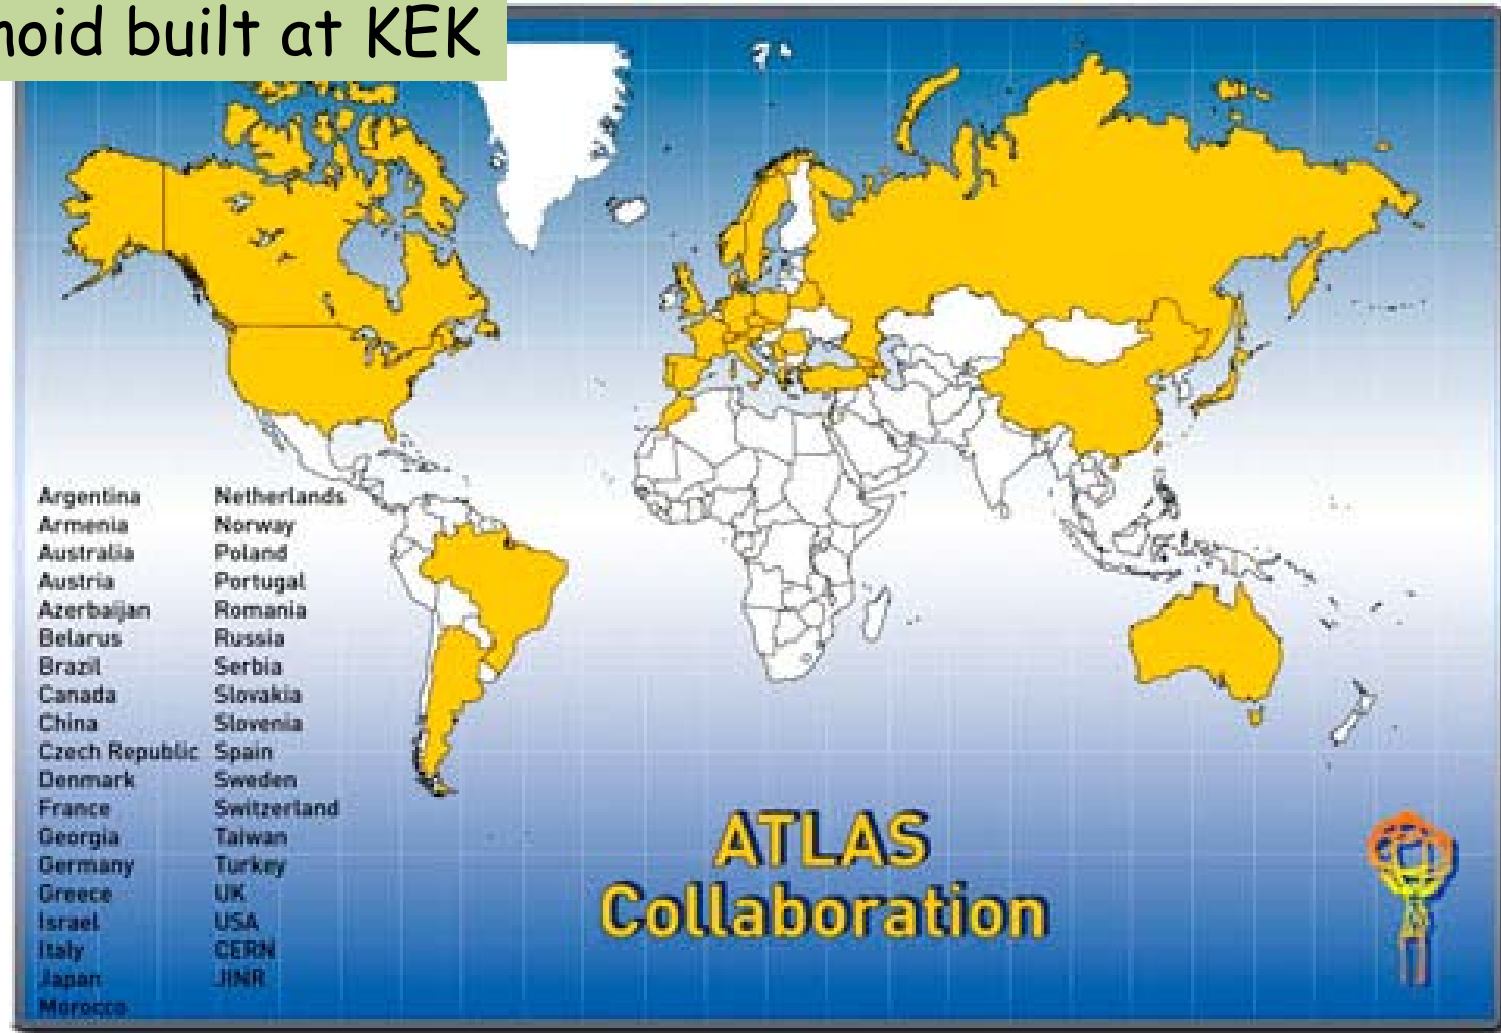 noid built at KEK
Argentina
Armenia
Australia
Austria
Azerbaijan
Belarus
Brazil
Canada
China
Czech Republic
Denmark
France
Georgia
Germany
Greece
Israel
Italy
Japan
Morocco
Netherlands
Norway
Poland
Portugal
Romania
Russia
Serbia
Slovakia
Slovenia
Spain
Sweden
Switzerland
Taiwan
Turkey
UK
USA
CERN
JINR
ATLAS
Collaboration